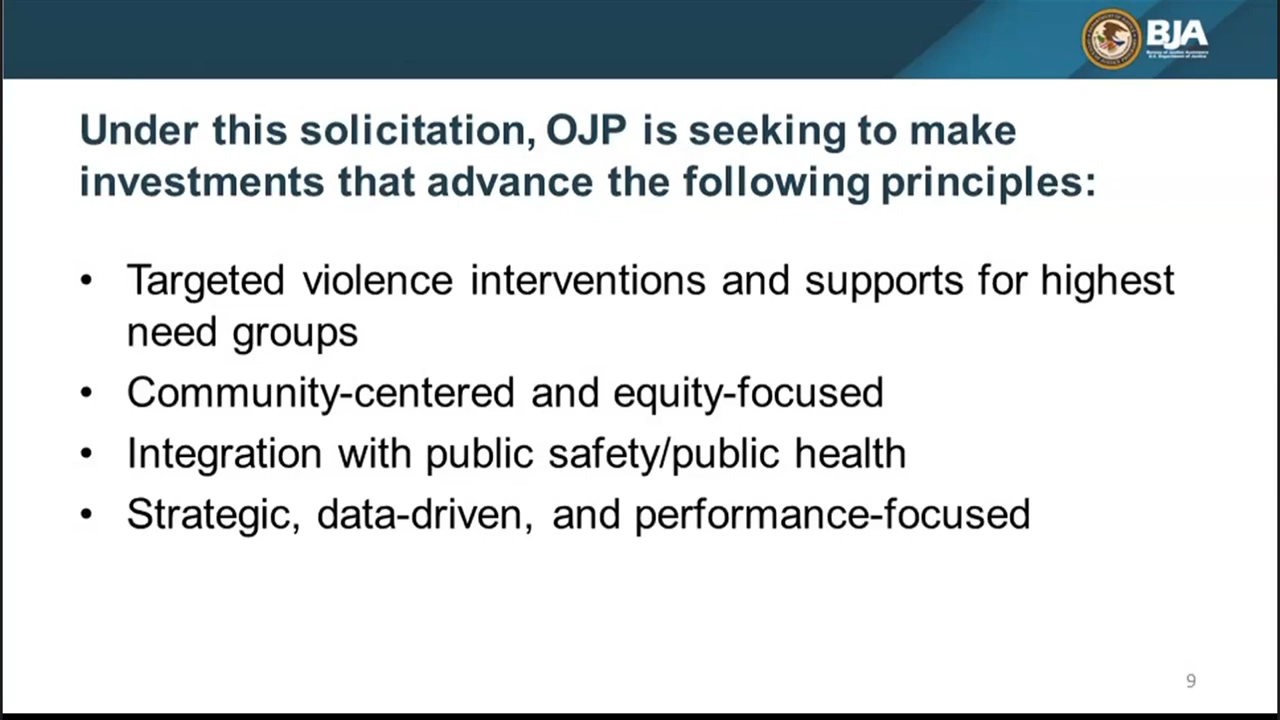 BJA
Bureau of Justice Assistance
U.S. Department of Justice
Under this solicitation, OJP is seeking to make
investments that advance the following principles:
• Targeted violence interventions and supports for highest
need groups
• Community-centered and equity-focused
• Integration with public safety/public health
• Strategic, data-driven, and performance-focused
9